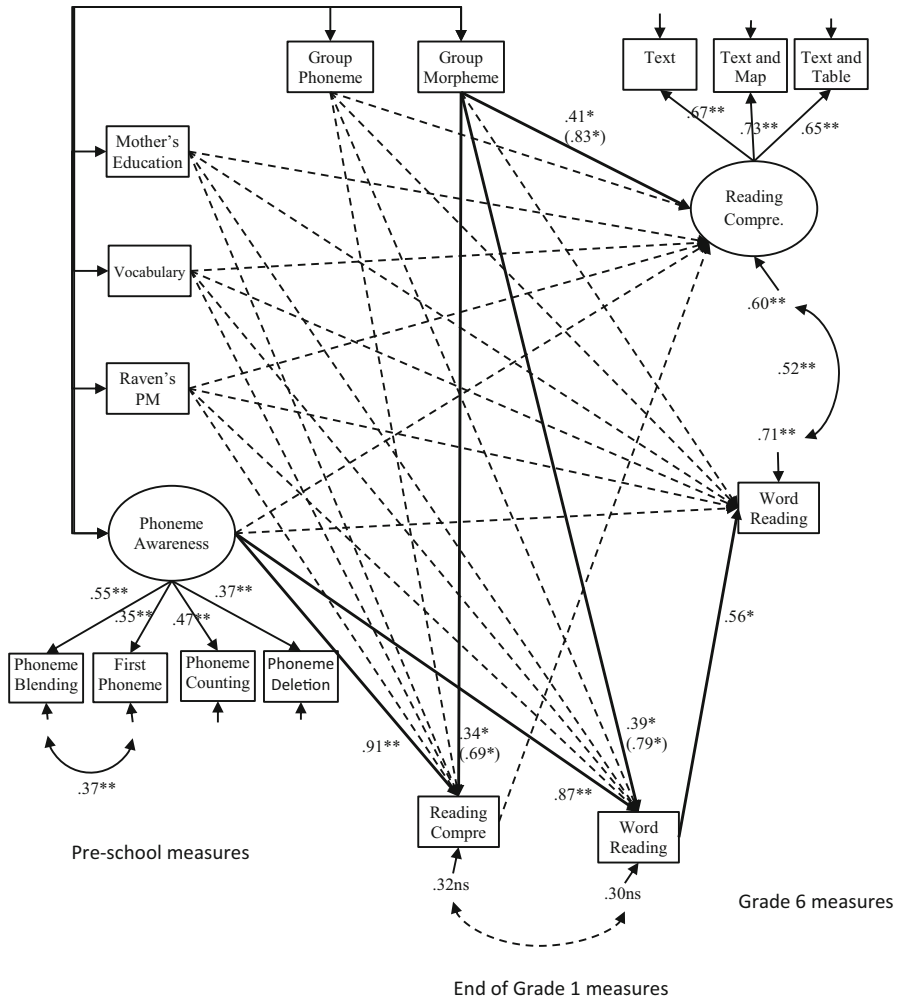 Group
Phoneme
Group
Morpheme
Text
Text and
Map
Text and
Table
.67**
.73**
.65**
.41*
(.83*)
Mother's
Education
Reading
Compre.
Vocabulary
.60**
.52**
Raven's
PM
.71**
Word
Reading
Phoneme
Awareness
.55**
.35**
.47**
.37**
Phoneme
Blending
First
Phoneme
Phoneme
Counting
Phoneme
Deletion
.56*
.91**
.34*
(.69*)
.39*
(.79*)
.37**
.87**
Reading
Compre
Word
Reading
Pre-school measures
.32ns
.30ns
Grade 6 measures
End of Grade 1 measures